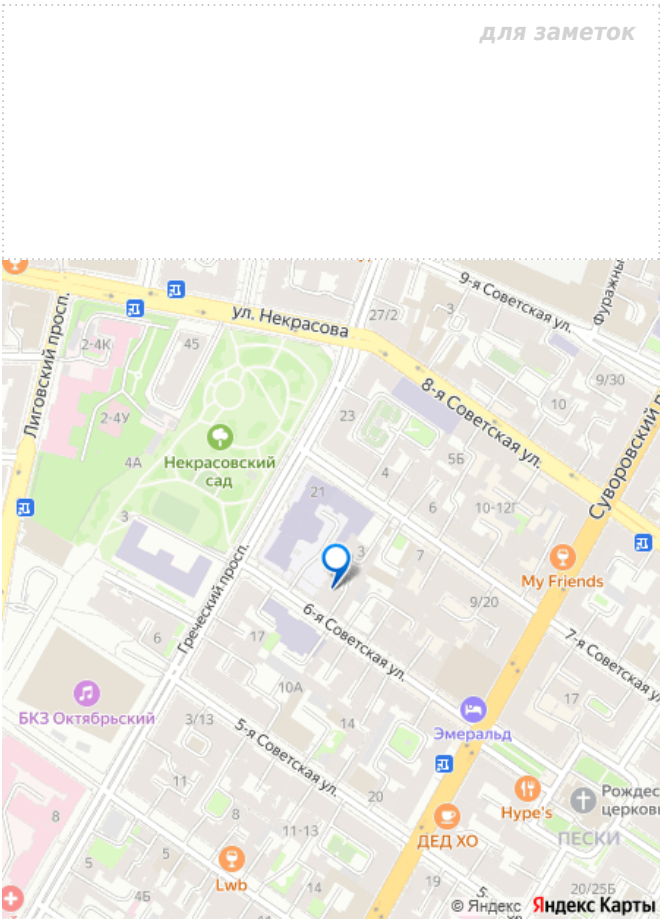 для заметок
9-я Советская ул.
Фуражны
ул. Некрасова
27/2
3
Лиговский просп.
2-4К
45
9/30
8-я Советская ул.
10
23
2-4У
Суворовский п
Некрасовский
сад
4А
5Б
4
21
6
10-12Г
3
3
7
My Friends
Греческий просп.
9/20
6-я Советская ул.
7-я Советская у
6
17
10А
17
БКЗ Октябрьский
3/13
14
Эмеральд
5-я Советская ул.
11
20
Hype's
Рождес
церковь
8
8
11-13
ДЕД ХО
ПЕСКИ
5
5
Lwb
19
4Б
14
5.
20/25Б
© Яндекс Яндекс Карты